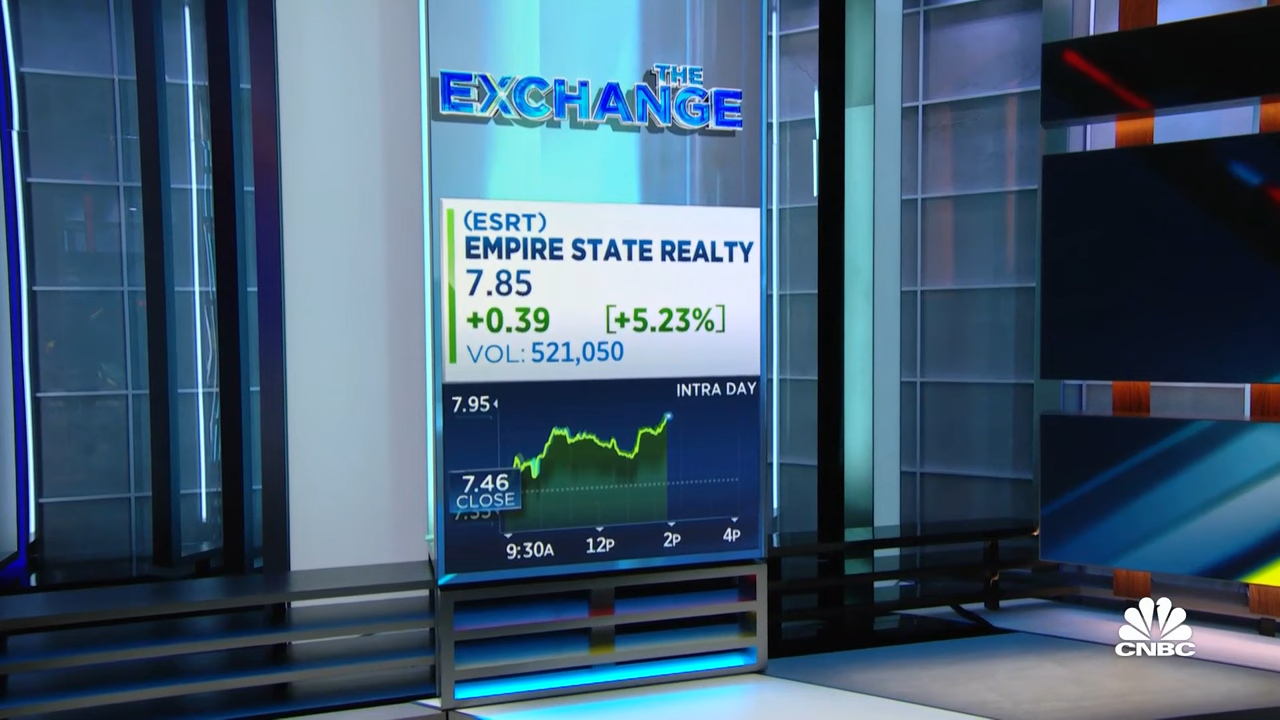 THE
EXCHANGE
(ESRT)
EMPIRE STATE REALTY
7.85
+0.39 [+5.23%]
VOL: 521,050
INTRA DAY
7.95
7.46
CLOSE
9:30A 12P 2P 4P
CNBC